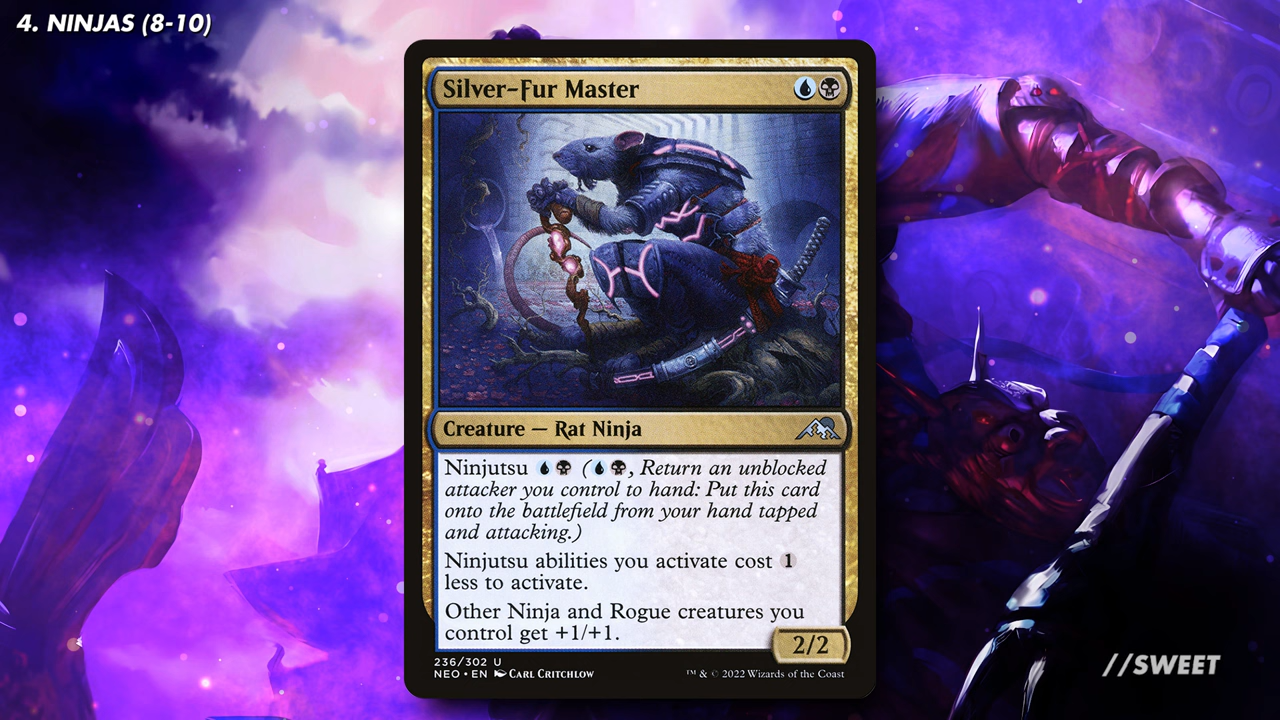 4. NINJAS (8-10)
Silver-Fur Master
Creature — Rat Ninja
Ninjutsu (, Return an unblocked
attacker you control to hand: Put this card
onto the battlefield from your hand tapped
and attacking.)
Ninjutsu abilities you activate cost 1
less to activate.
Other Ninja and Rogue creatures you
control get +1/+1.
2/2
236/302 U
NEO • EN CARL CRITCHLOW
™ & © 2022 Wizards of the Coast
//SWEET